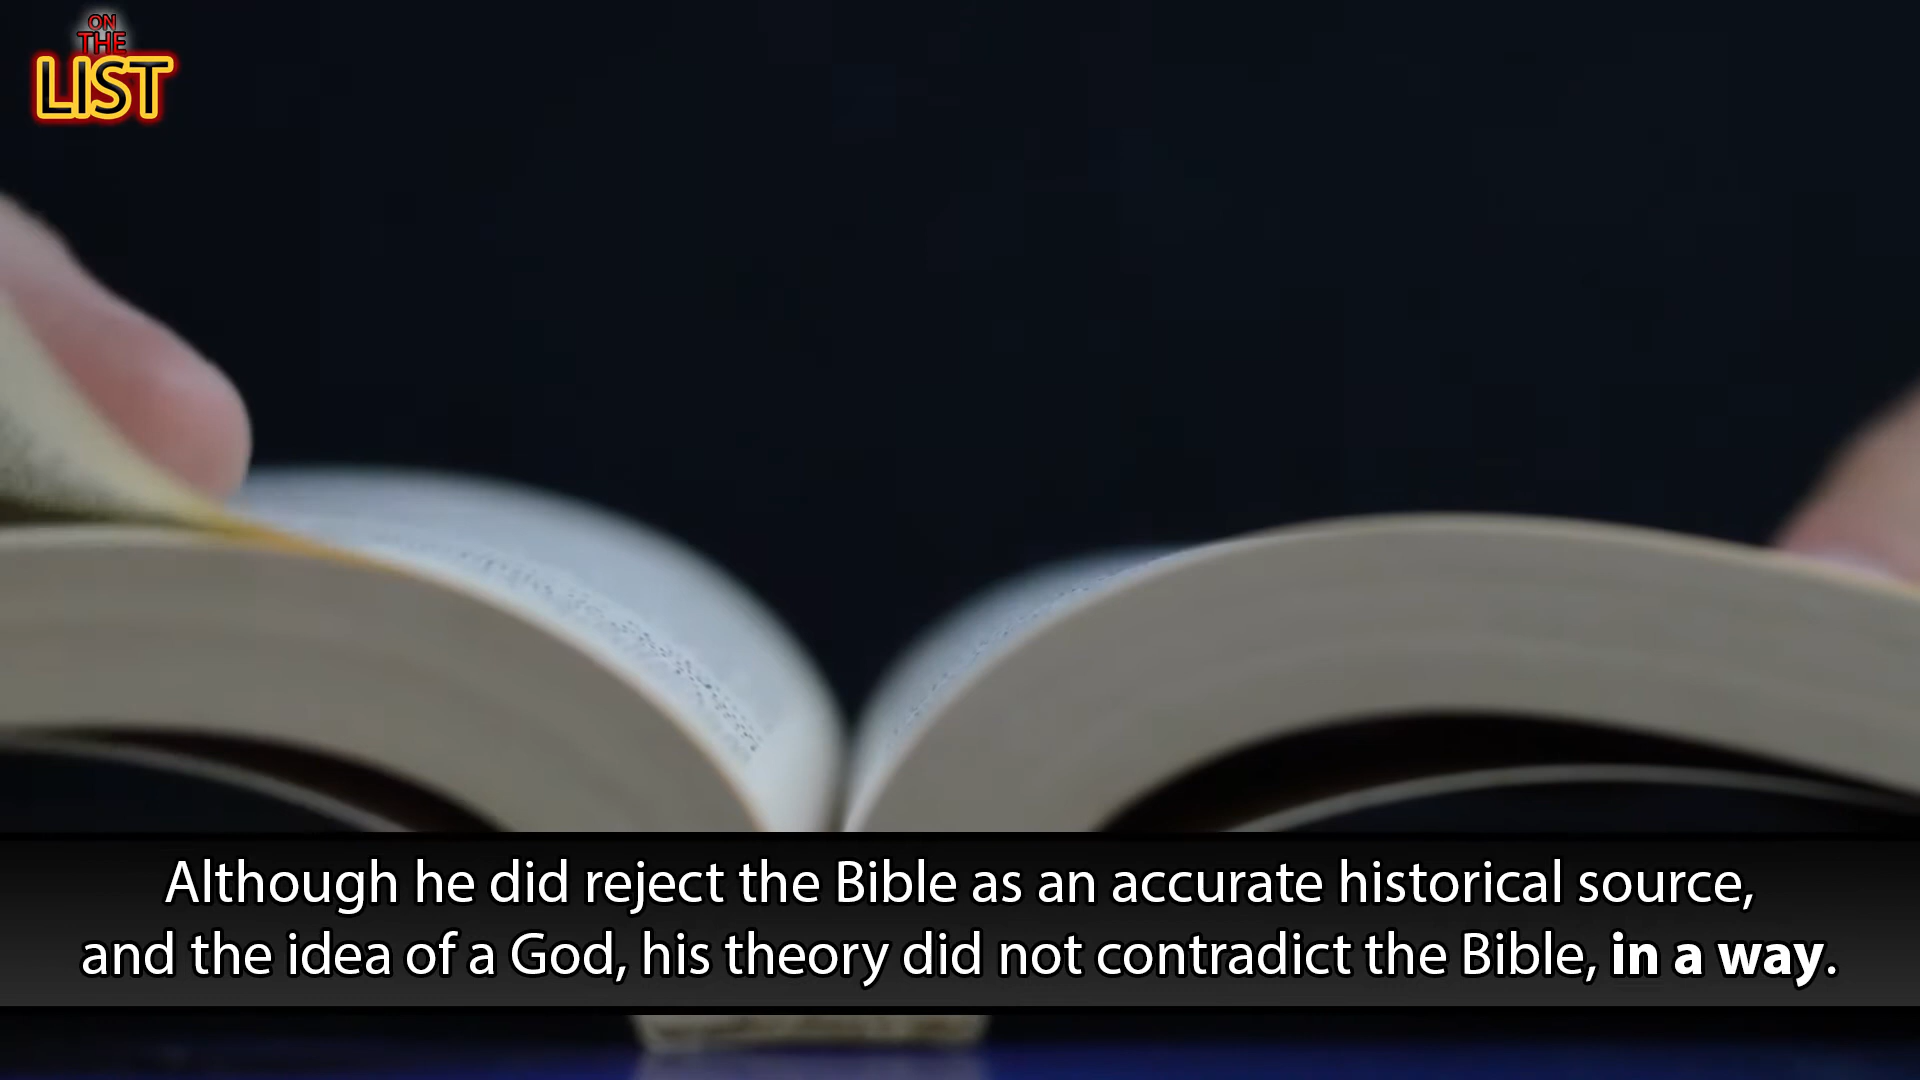 ON
THE
LIST
Although he did reject the Bible as an accurate historical source,
and the idea of a God, his theory did not contradict the Bible, in a way.